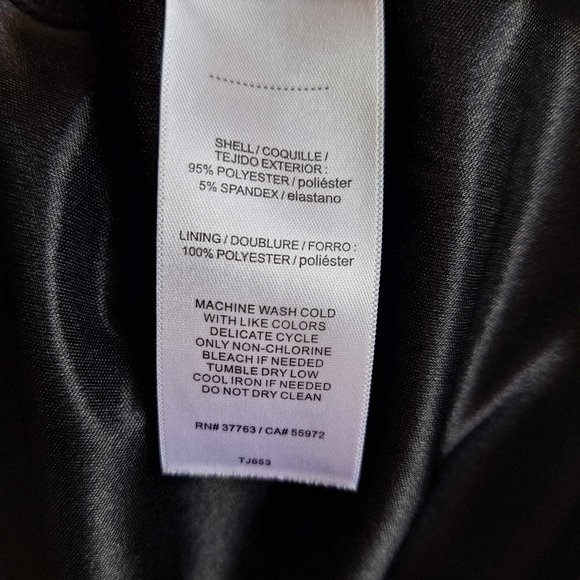 SHELL / COQUILLE /
TEJIDO EXTERIOR :
95% POLYESTER / poliéster
5% SPANDEX / elastano
LINING / DOUBLURE / FORRO :
100% POLYESTER / poliéster
MACHINE WASH COLD
WITH LIKE COLORS
DELICATE CYCLE
ONLY NON-CHLORINE
BLEACH IF NEEDED
TUMBLE DRY LOW
COOL IRON IF NEEDED
DO NOT DRY CLEAN
RN# 37763 / CA# 55972
TJ653